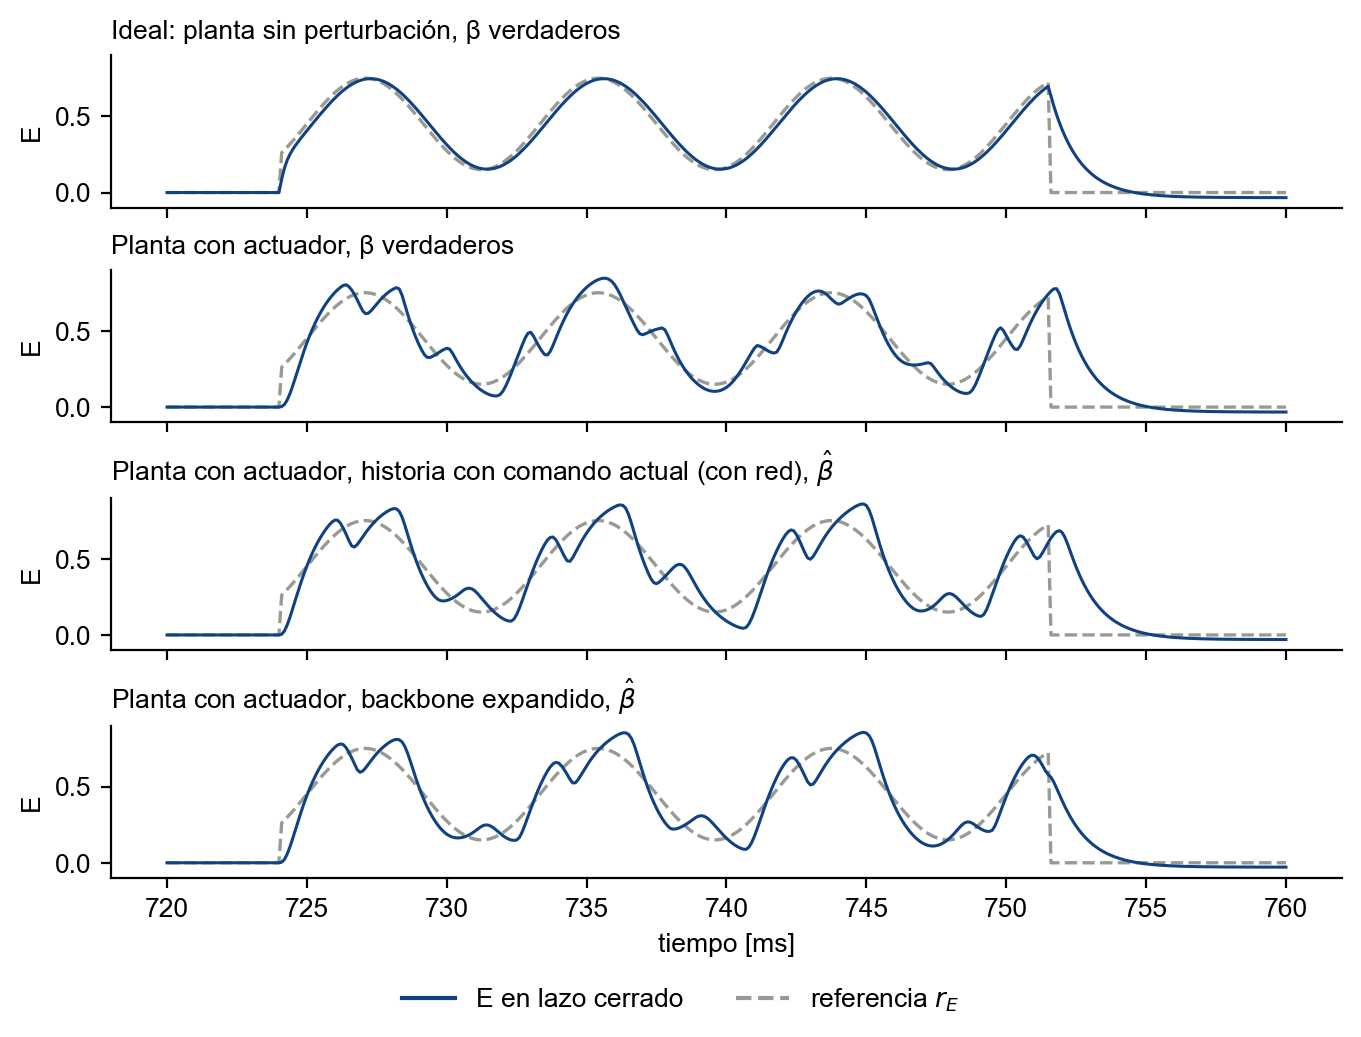 Ideal: planta sin perturbación, β verdaderos
E
0.5
0.0
Planta con actuador, β verdaderos
E
0.5
0.0
Planta con actuador, historia con comando actual (con red), β̂
E
0.5
0.0
Planta con actuador, backbone expandido, β̂
E
0.5
0.0
720 725 730 735 740 745 750 755 760
tiempo [ms]
E en lazo cerrado referencia r_E